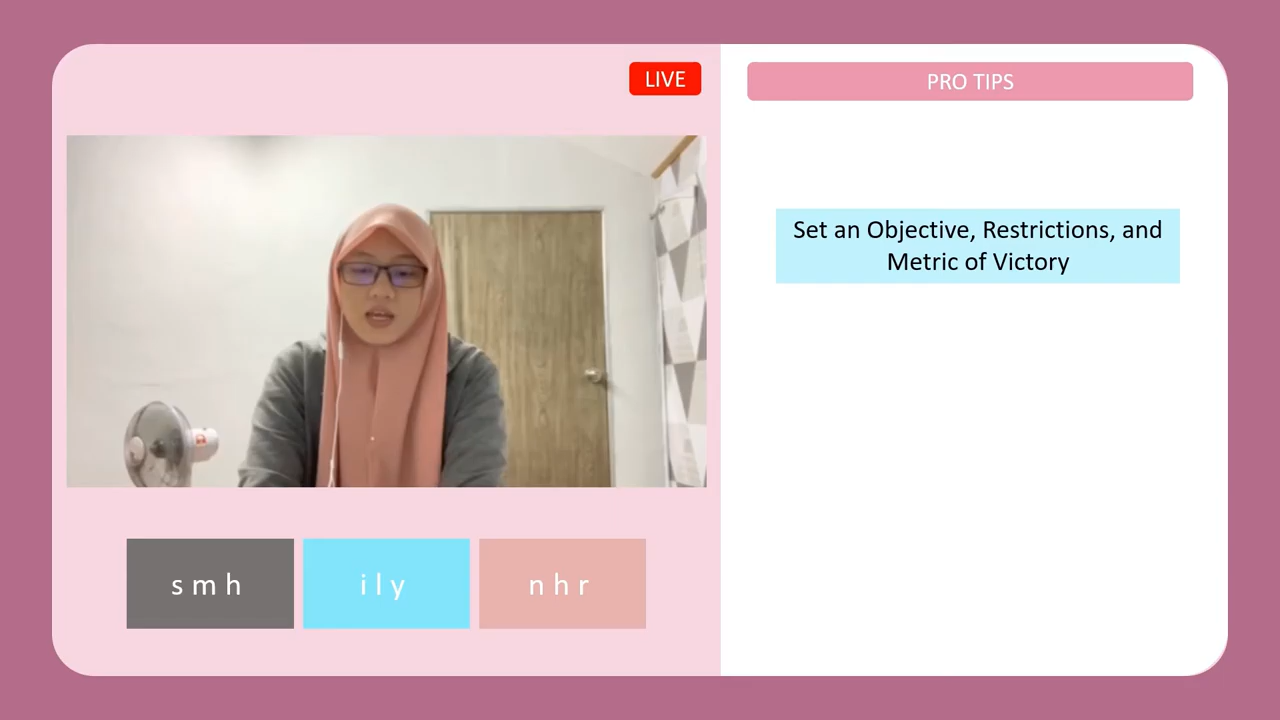 LIVE
PRO TIPS
Set an Objective, Restrictions, and
Metric of Victory
s m h
i l y
n h r